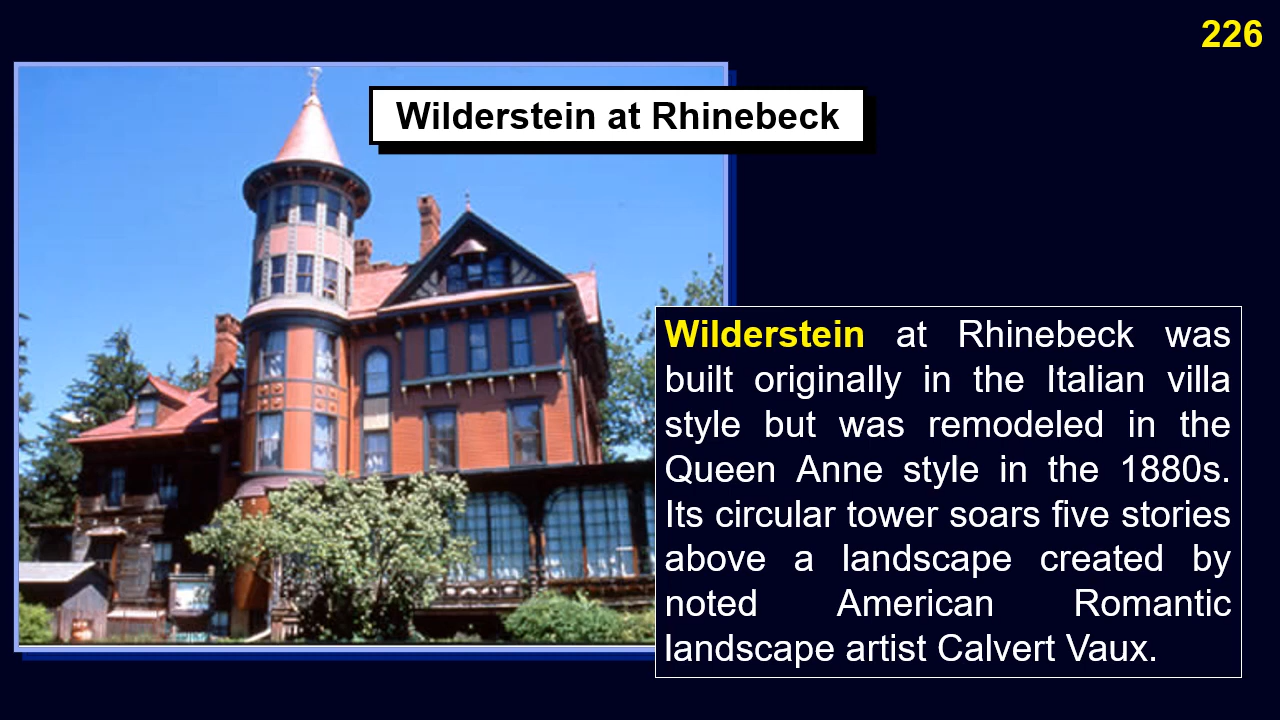 226
Wilderstein at Rhinebeck
Wilderstein at Rhinebeck was
built originally in the Italian villa
style but was remodeled in the
Queen Anne style in the 1880s.
Its circular tower soars five stories
above a landscape created by
noted American Romantic
landscape artist Calvert Vaux.